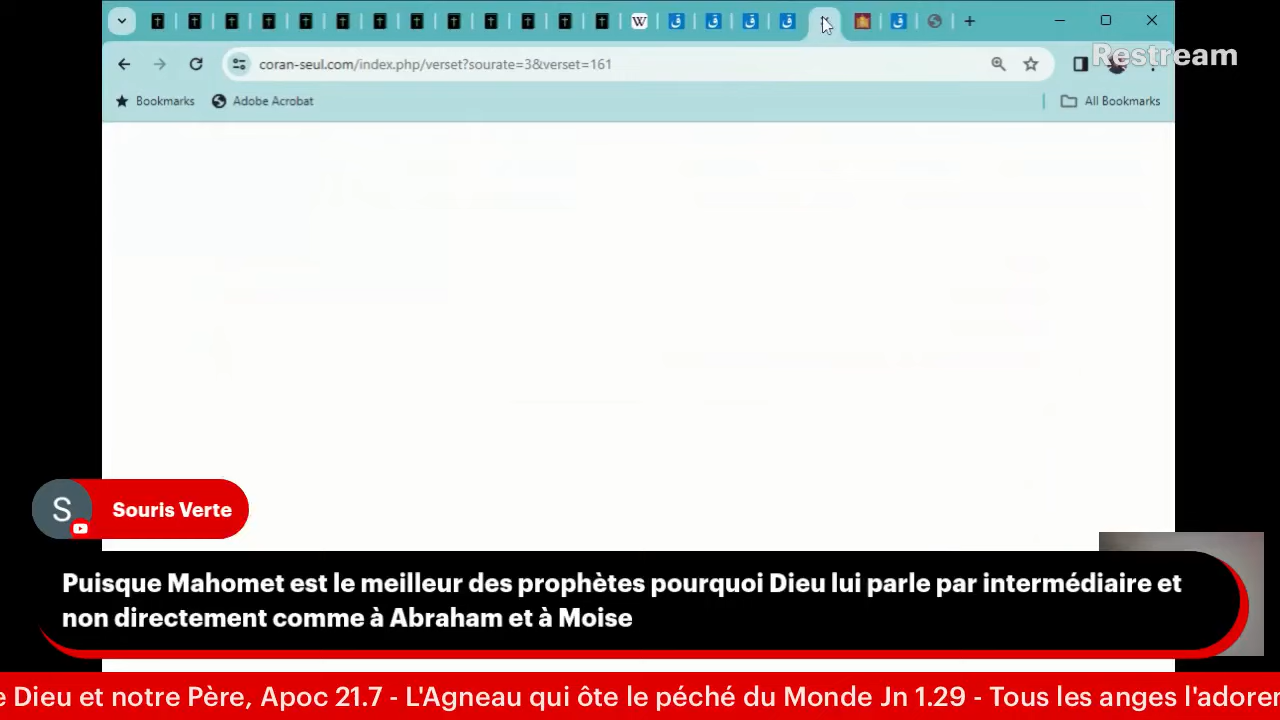 W
Restream
coran-seul.com/index.php/verset?sourate=3&verset=161
Bookmarks
Adobe Acrobat
All Bookmarks
S
Souris Verte
Puisque Mahomet est le meilleur des prophètes pourquoi Dieu lui parle par intermédiaire et
non directement comme à Abraham et à Moise
e Dieu et notre Père, Apoc 21.7 - L'Agneau qui ôte le péché du Monde Jn 1.29 - Tous les anges l'adorer